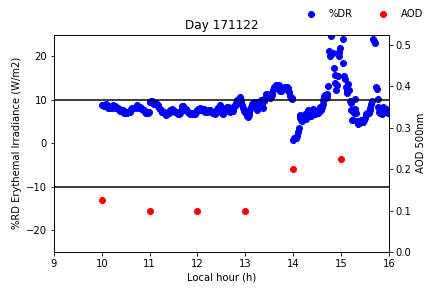 %DR AOD
Day 171122
%RD Erythemal Irradiance (W/m2)
20
10
0
−10
−20
0.5
0.4
0.3
0.2
0.1
0.0
AOD 500nm
9 10 11 12 13 14 15 16
Local hour (h)